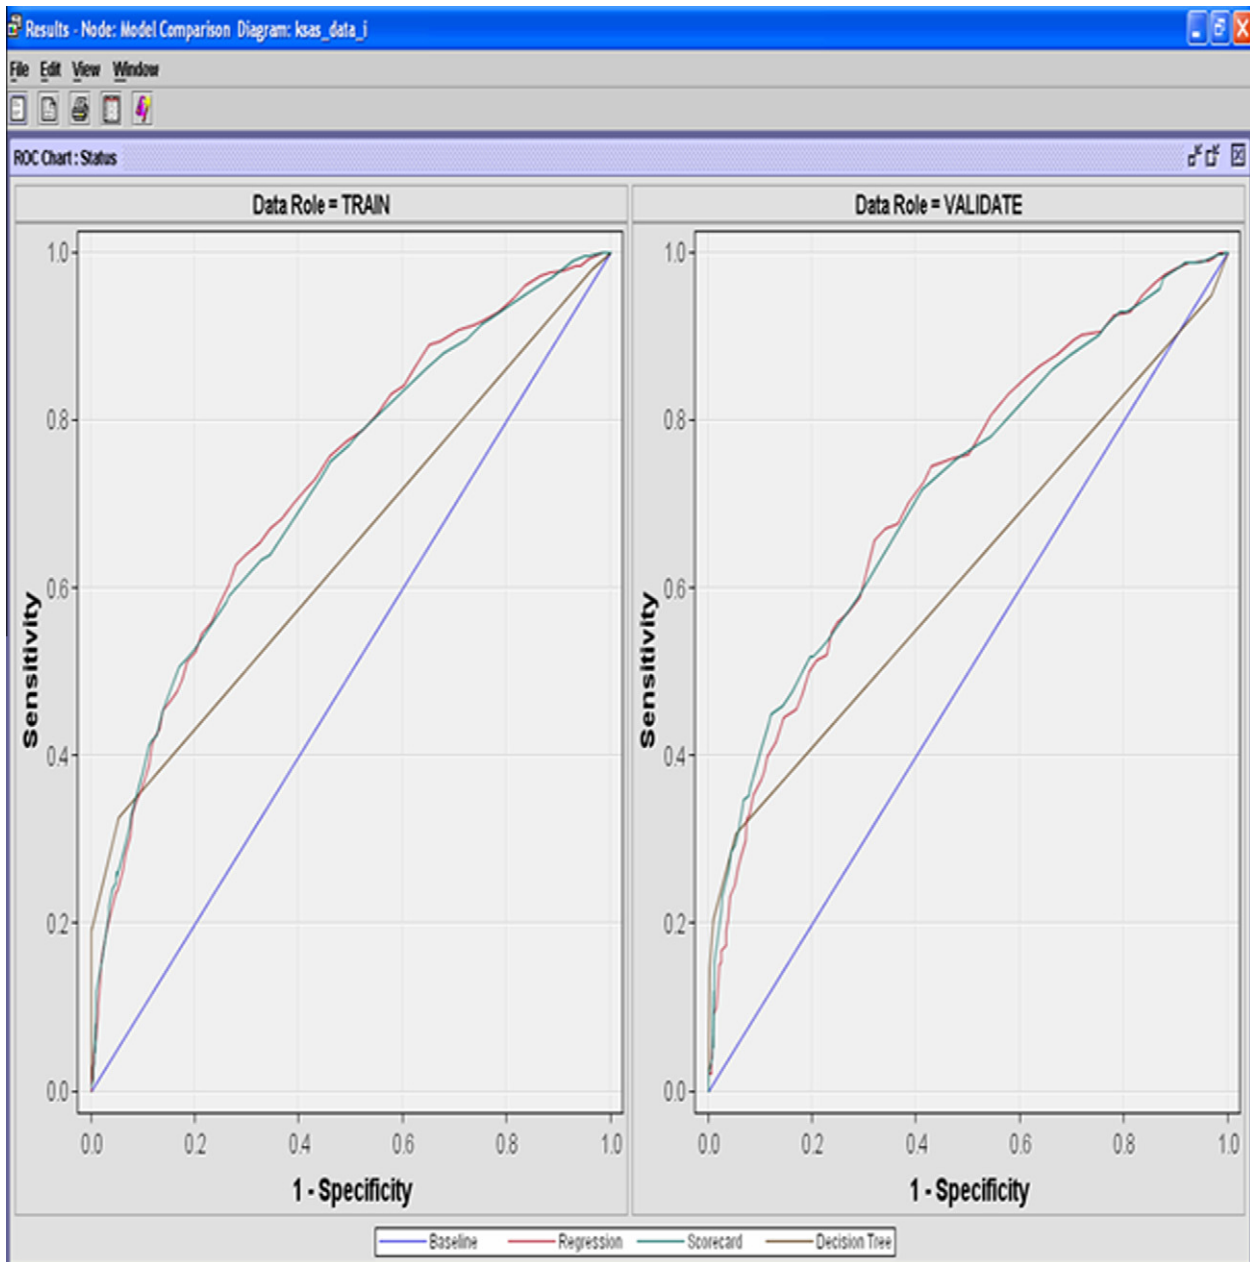 Results - Node: Model Comparison Diagram: ksas_data_i
File Edit View Window
ROC Chart : Status
Data Role = TRAIN
1.0
0.8
0.6
0.4
0.2
0.0
Sensitivity
0.0 0.2 0.4 0.6 0.8 1.0
1 - Specificity
Data Role = VALIDATE
1.0
0.8
0.6
0.4
0.2
0.0
Sensitivity
0.0 0.2 0.4 0.6 0.8 1.0
1 - Specificity
Baseline Regression Scorecard Decision Tree